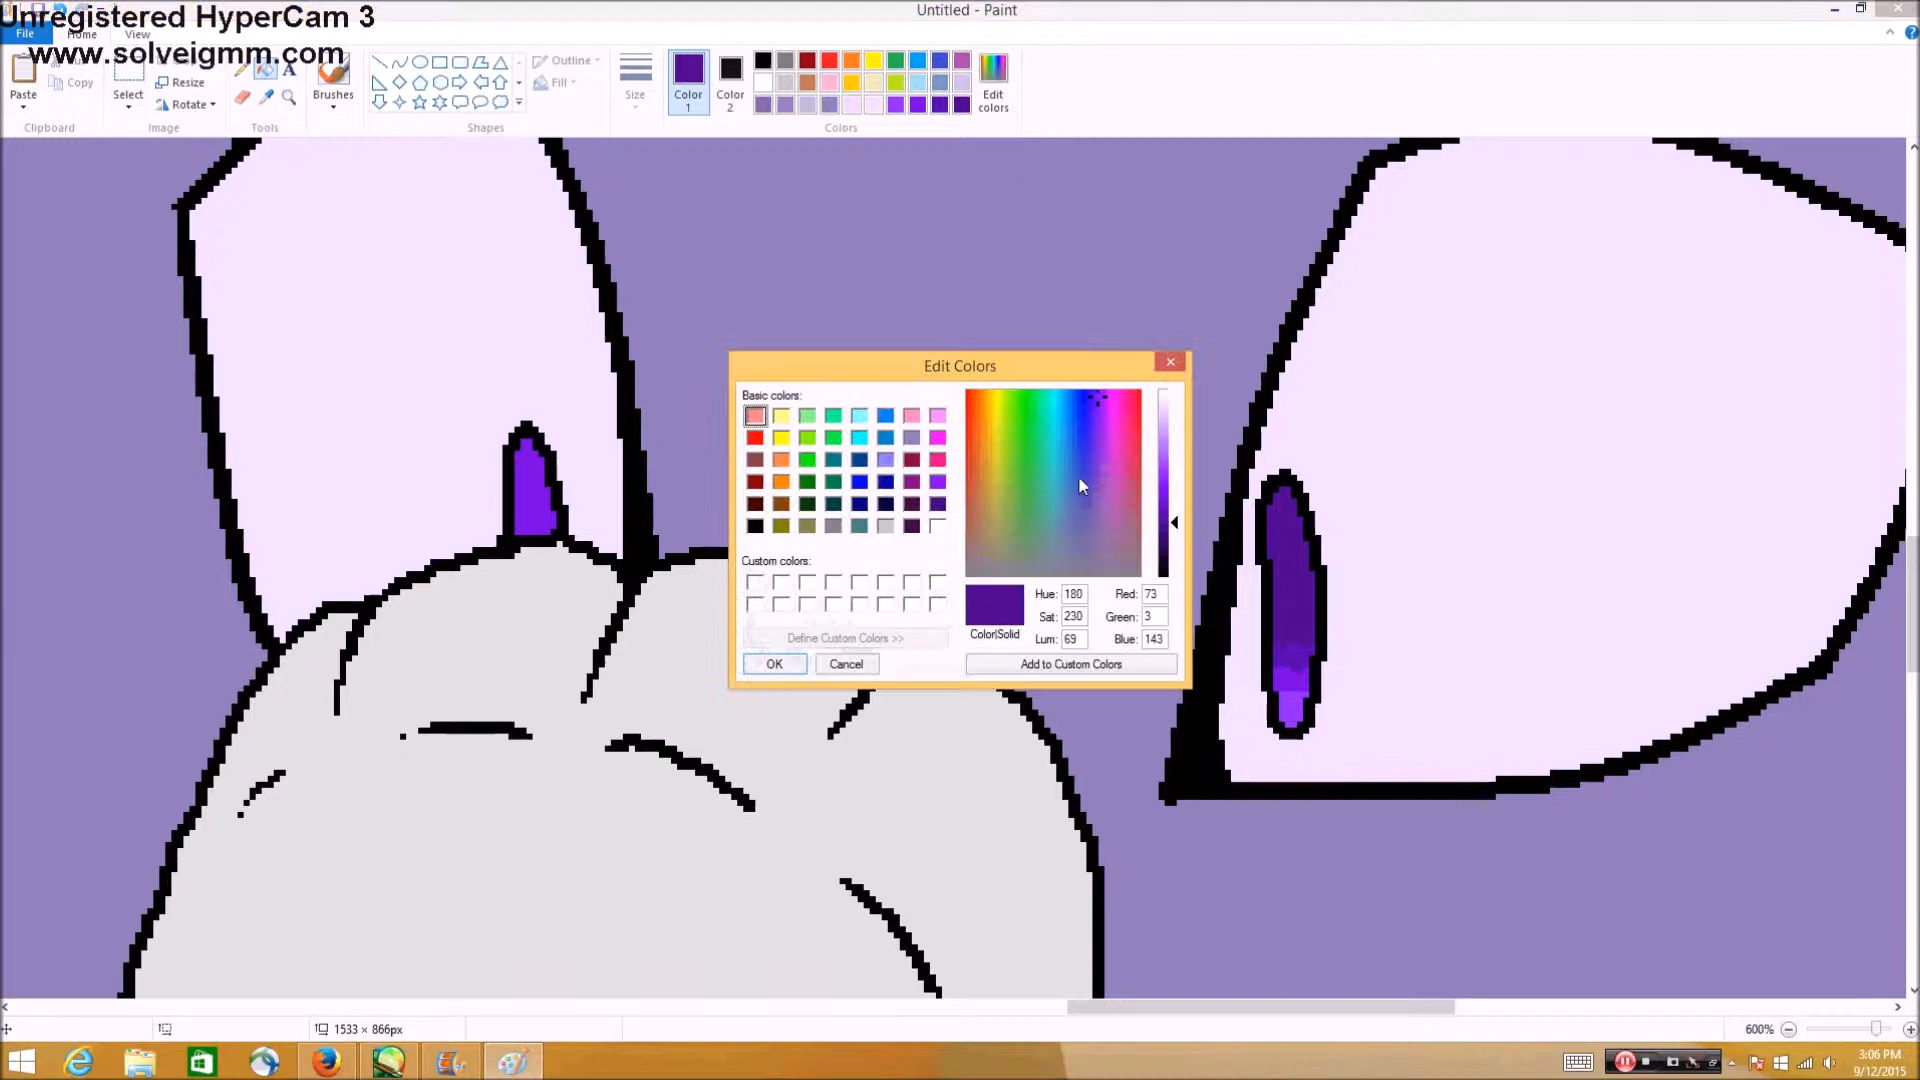 Untitled - Paint
Unregistered HyperCam 3
www.solveigmm.com
File
Home
View
Paste
Copy
Clipboard
Select
Resize
Rotate
Image
A
Tools
Brushes
Outline
Fill
Shapes
Size
Color 1
Color 2
Edit colors
Colors
Edit Colors
Basic colors:
Custom colors:
Define Custom Colors >>
OK
Cancel
Color|Solid
Hue: 180
Sat: 230
Lum: 69
Red: 73
Green: 3
Blue: 143
Add to Custom Colors
1533 × 866px
600%
3:06 PM
9/12/2015